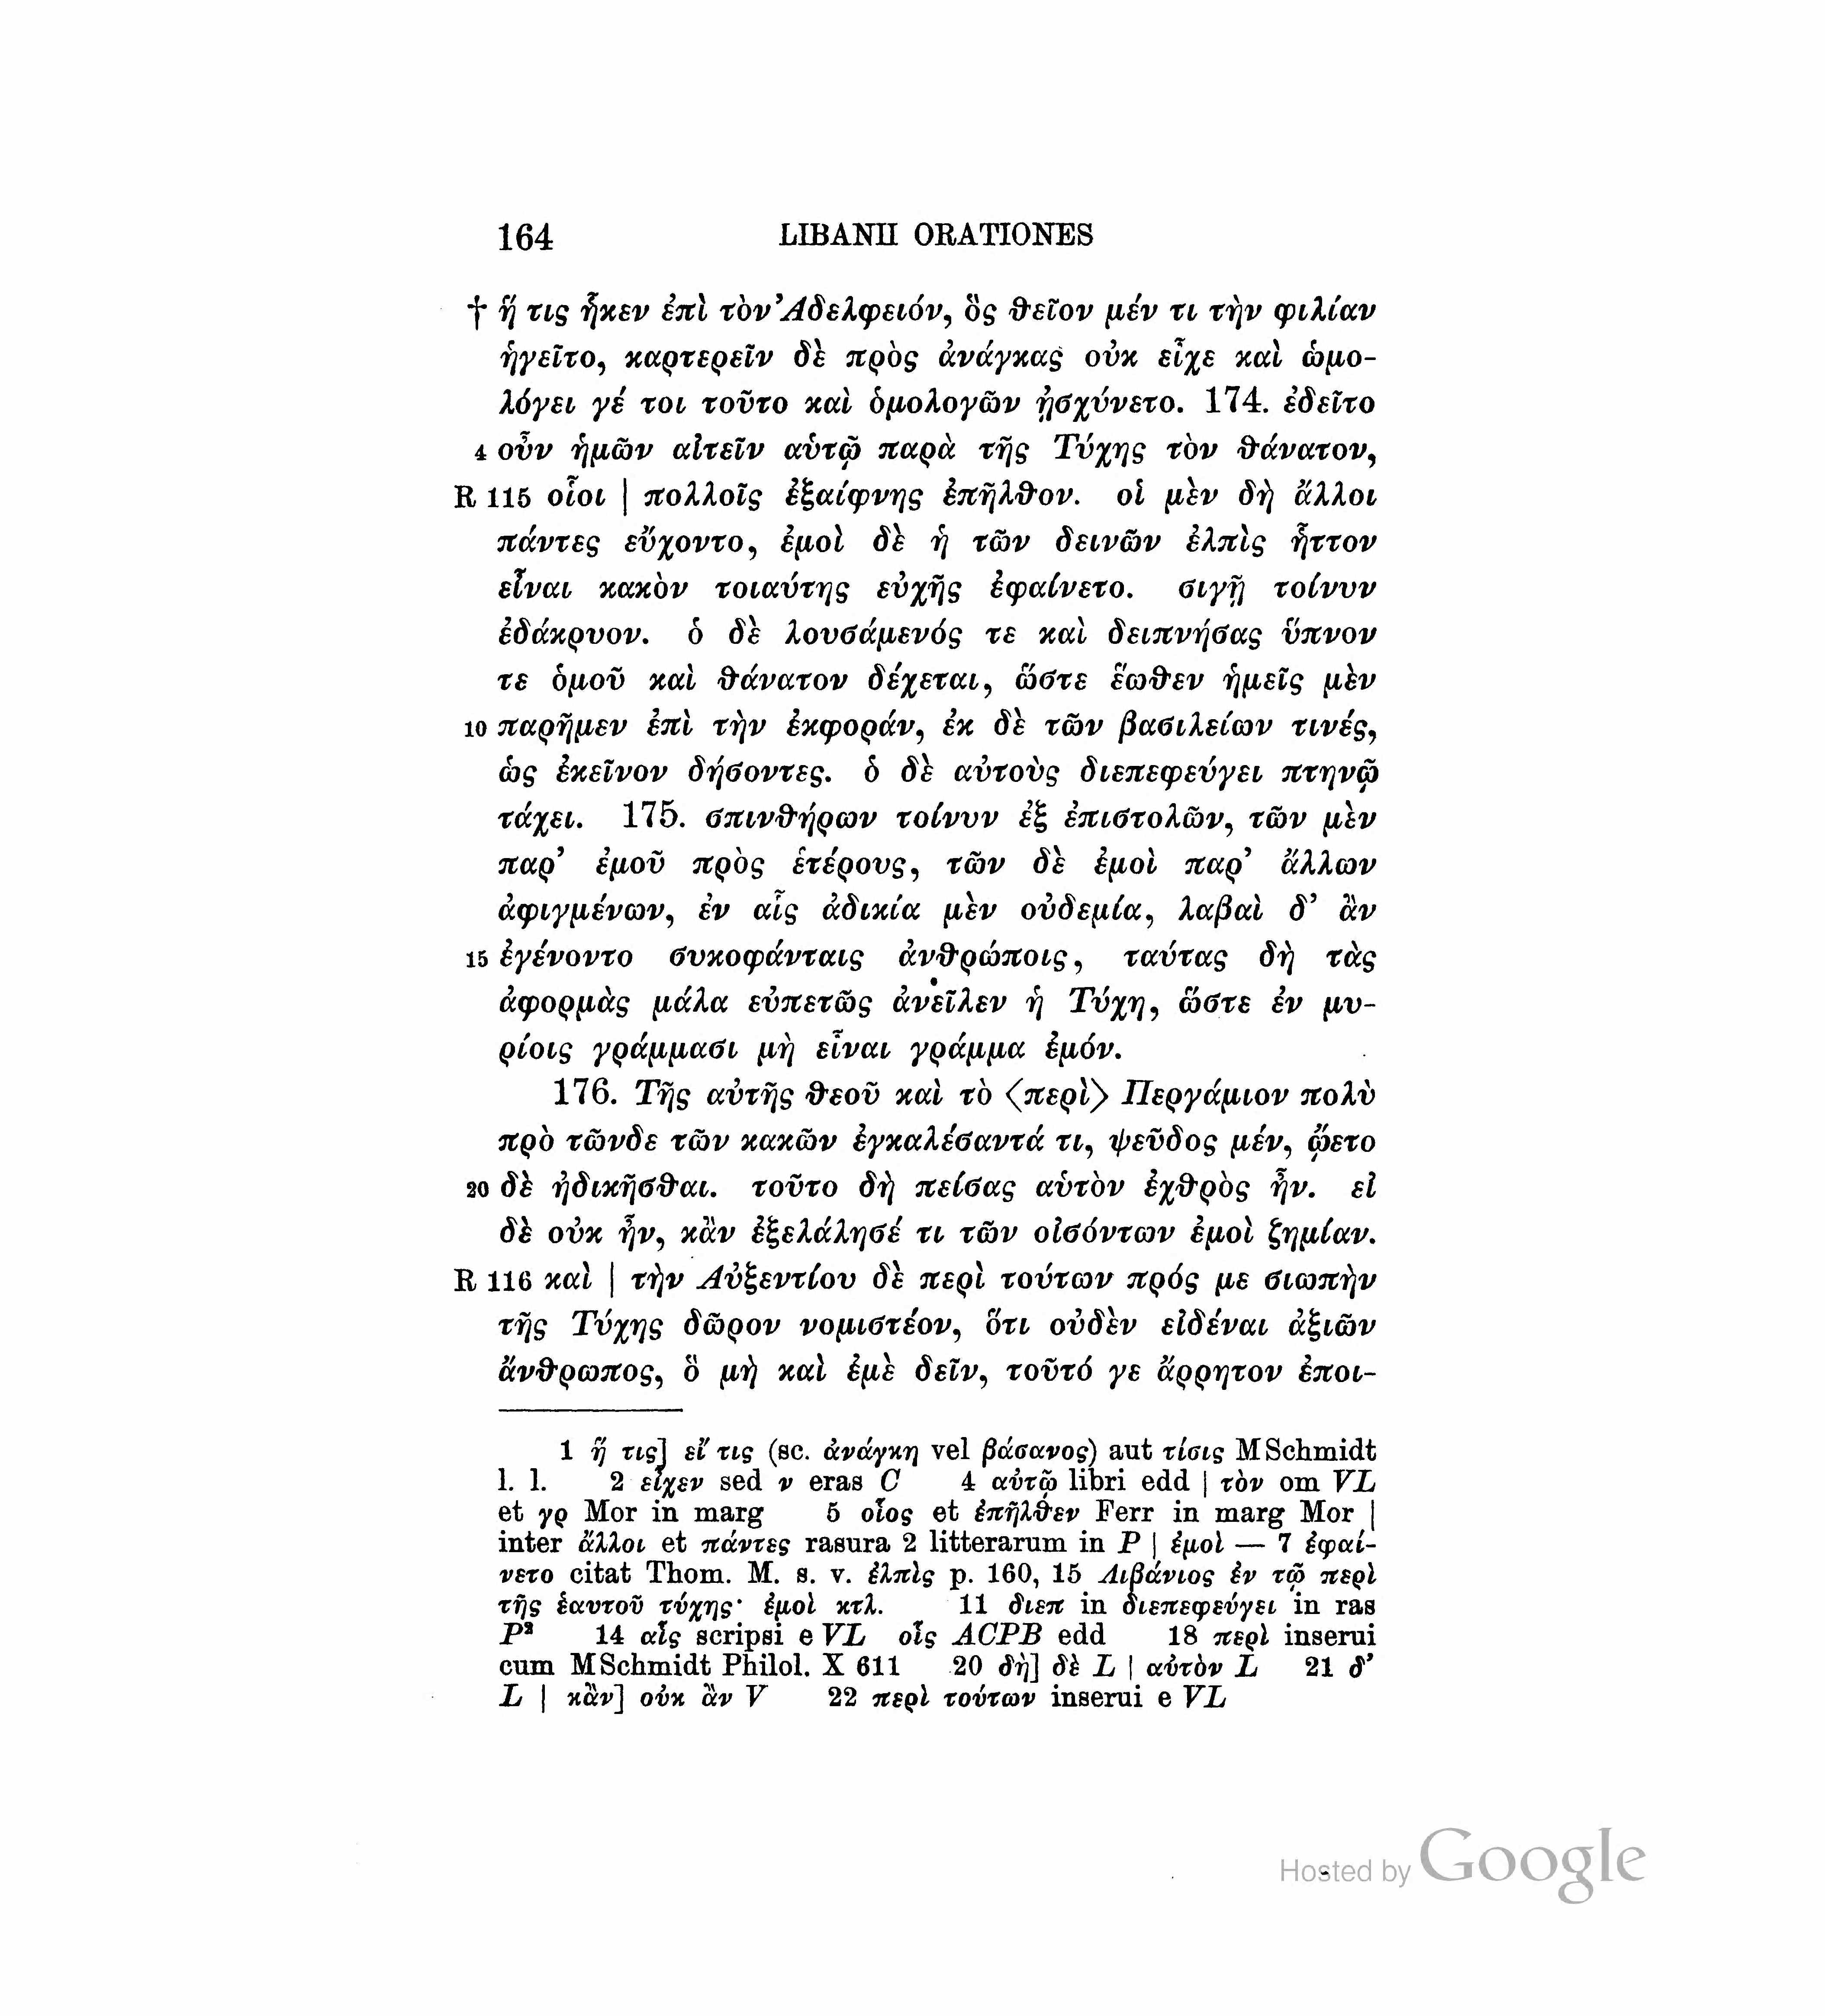 164 LIBANII ORATIONES
† ἥ τις ἧκεν ἐπὶ τὸν Ἀδελφειόν, ὃς θεῖον μέν τι τὴν φιλίαν
ἡγεῖτο, καρτερεῖν δὲ πρὸς ἀνάγκας οὐκ εἶχε καὶ ὡμο-
λόγει γέ τοι τοῦτο καὶ ὁμολογῶν ᾐσχύνετο. 174. ἐδεῖτο
4 οὖν ἡμῶν αἰτεῖν αὑτῷ παρὰ τῆς Τύχης τὸν θάνατον,
R 115 οἷοι | πολλοῖς ἐξαίφνης ἐπῆλθον. οἱ μὲν δὴ ἄλλοι
πάντες εὔχοντο, ἐμοὶ δὲ ἡ τῶν δεινῶν ἐλπὶς ἧττον
εἶναι κακὸν τοιαύτης εὐχῆς ἐφαίνετο. σιγῇ τοίνυν
ἐδάκρυον. ὁ δὲ λουσάμενός τε καὶ δειπνήσας ὕπνον
τε ὁμοῦ καὶ θάνατον δέχεται, ὥστε ἕωθεν ἡμεῖς μὲν
10 παρῆμεν ἐπὶ τὴν ἐκφοράν, ἐκ δὲ τῶν βασιλείων τινές,
ὡς ἐκεῖνον δήσοντες. ὁ δὲ αὐτοὺς διεπεφεύγει πτηνῷ
τάχει. 175. σπινθήρων τοίνυν ἐξ ἐπιστολῶν, τῶν μὲν
παρ’ ἐμοῦ πρὸς ἑτέρους, τῶν δὲ ἐμοὶ παρ’ ἄλλων
ἀφιγμένων, ἐν αἷς ἀδικία μὲν οὐδεμία, λαβαὶ δ’ ἂν
15 ἐγένοντο συκοφάνταις ἀνθρώποις, ταύτας δὴ τὰς
ἀφορμὰς μάλα εὐπετῶς ἀνεῖλεν ἡ Τύχη, ὥστε ἐν μυ-
ρίοις γράμμασι μὴ εἶναι γράμμα ἐμόν.
176. Τῆς αὐτῆς θεοῦ καὶ τὸ ⟨περὶ⟩ Περγάμιον πολὺ
πρὸ τῶνδε τῶν κακῶν ἐγκαλέσαντά τι, ψεῦδος μέν, ᾤετο
20 δὲ ἠδικῆσθαι. τοῦτο δὴ πείσας αὑτὸν ἐχθρὸς ἦν. εἰ
δὲ οὐκ ἦν, κἂν ἐξελάλησέ τι τῶν οἰσόντων ἐμοὶ ζημίαν.
R 116 καὶ | τὴν Αὐξεντίου δὲ περὶ τούτων πρός με σιωπὴν
τῆς Τύχης δῶρον νομιστέον, ὅτι οὐδὲν εἰδέναι ἀξιῶν
ἄνθρωπος, ὃ μὴ καὶ ἐμὲ δεῖν, τοῦτό γε ἄρρητον ἐποι-
1 ἥ τις] εἴ τις (sc. ἀνάγκη vel βάσανος) aut τίσις MSchmidt
l. l. 2 εἶχεν sed ν eras C 4 αὐτῷ libri edd | τὸν om VL
et γρ Mor in marg 5 οἷος et ἐπῆλθεν Ferr in marg Mor |
inter ἄλλοι et πάντες rasura 2 litterarum in P | ἐμοὶ — 7 ἐφαί-
νετο citat Thom. M. s. v. ἐλπὶς p. 160, 15 Λιβάνιος ἐν τῷ περὶ
τῆς ἑαυτοῦ τύχης· ἐμοὶ κτλ. 11 διεπ in διεπεφεύγει in ras
P² 14 αἷς scripsi e VL οἷς ACPB edd 18 περὶ inserui
cum MSchmidt Philol. X 611 20 δὴ] δὲ L | αὐτὸν L 21 δ’
L | κἂν] οὐκ ἂν V 22 περὶ τούτων inserui e VL
Hosted by Google